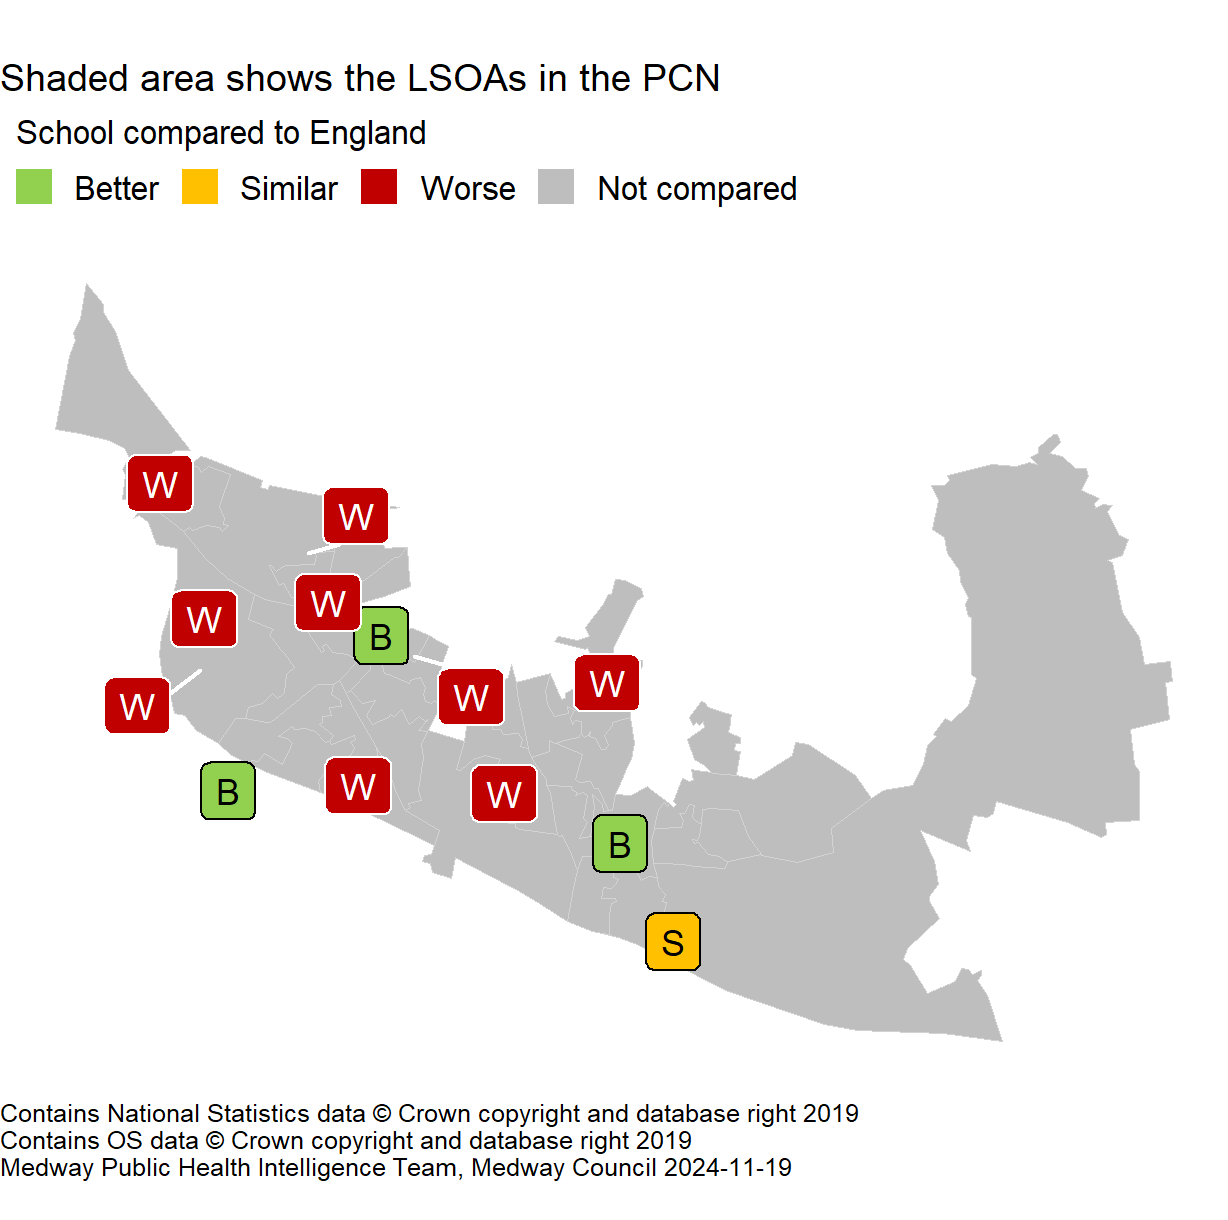 Shaded area shows the LSOAs in the PCN
School compared to England
Better Similar Worse Not compared
W
W
W
B
W
W
W
W
B
W
W
B
S
Contains National Statistics data © Crown copyright and database right 2019
Contains OS data © Crown copyright and database right 2019
Medway Public Health Intelligence Team, Medway Council 2024-11-19